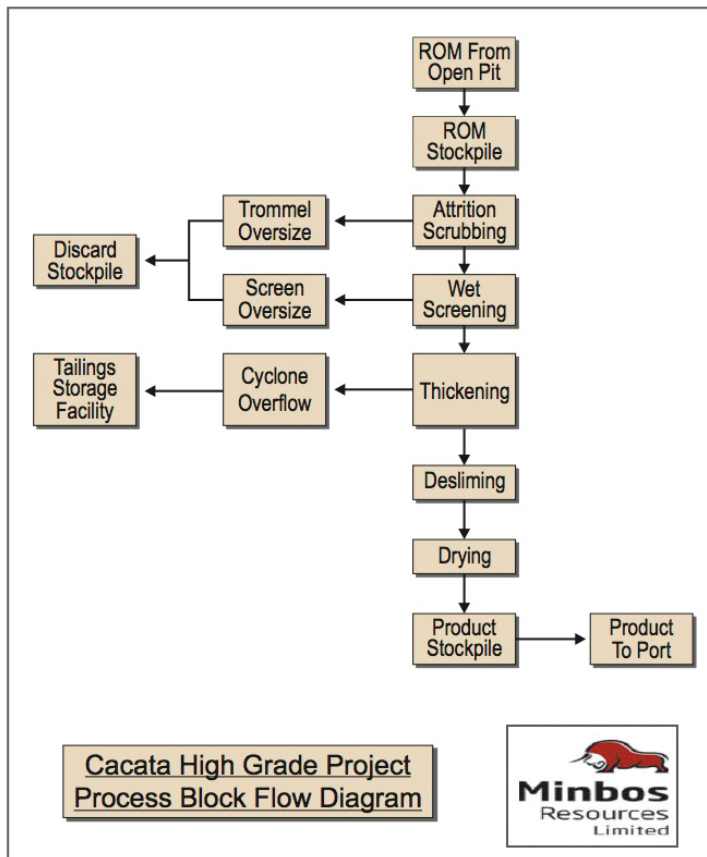 ROM From
Open Pit
ROM
Stockpile
Trommel
Oversize
Attrition
Scrubbing
Discard
Stockpile
Screen
Oversize
Wet
Screening
Tailings
Storage
Facility
Cyclone
Overflow
Thickening
Desliming
Drying
Product
Stockpile
Product
To Port
Cacata High Grade Project
Process Block Flow Diagram
Minbos
Resources
Limited